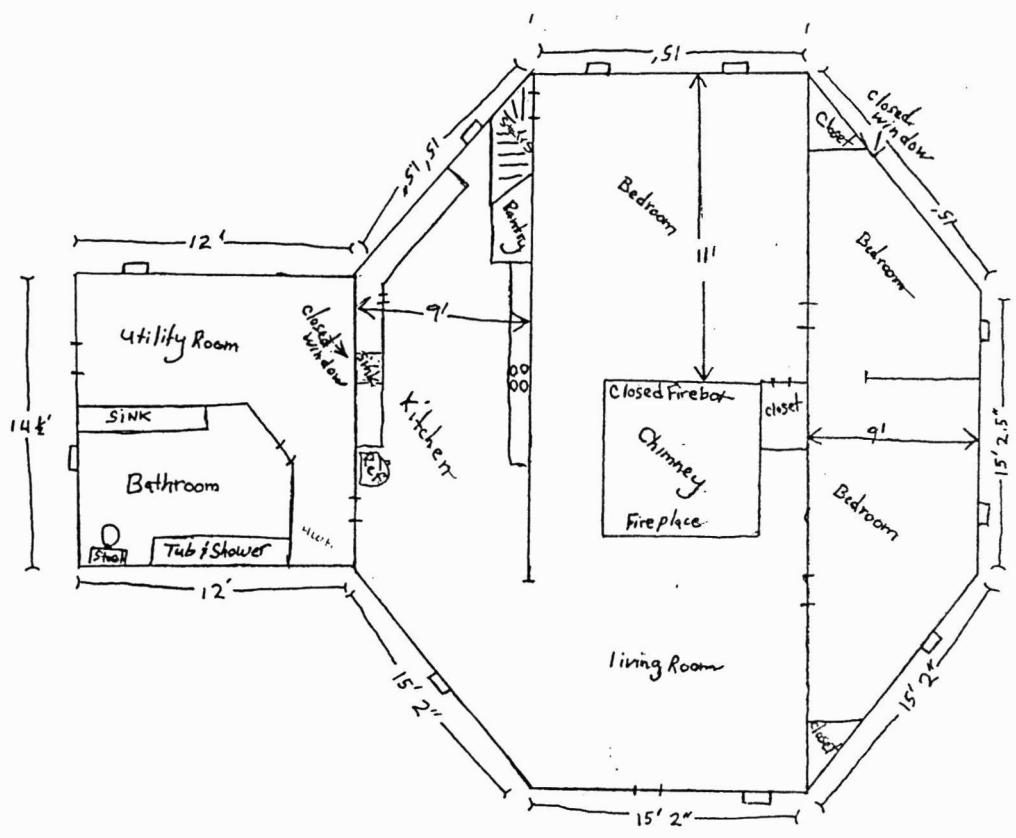 15'
closed
window
Closet
15' 15'
15'
Pantry
Bedroom
11'
Bedroom
12'
9'
Utility Room
closed
window
Sink
Closed Firebox
closet
SINK
Kitchen
Chimney
9'
14½'
15' 2.5"
Ref
Bathroom
Bedroom
Fireplace
Tub & Shower
12'
living Room
15' 2"
15' 2"
closet
15' 2"